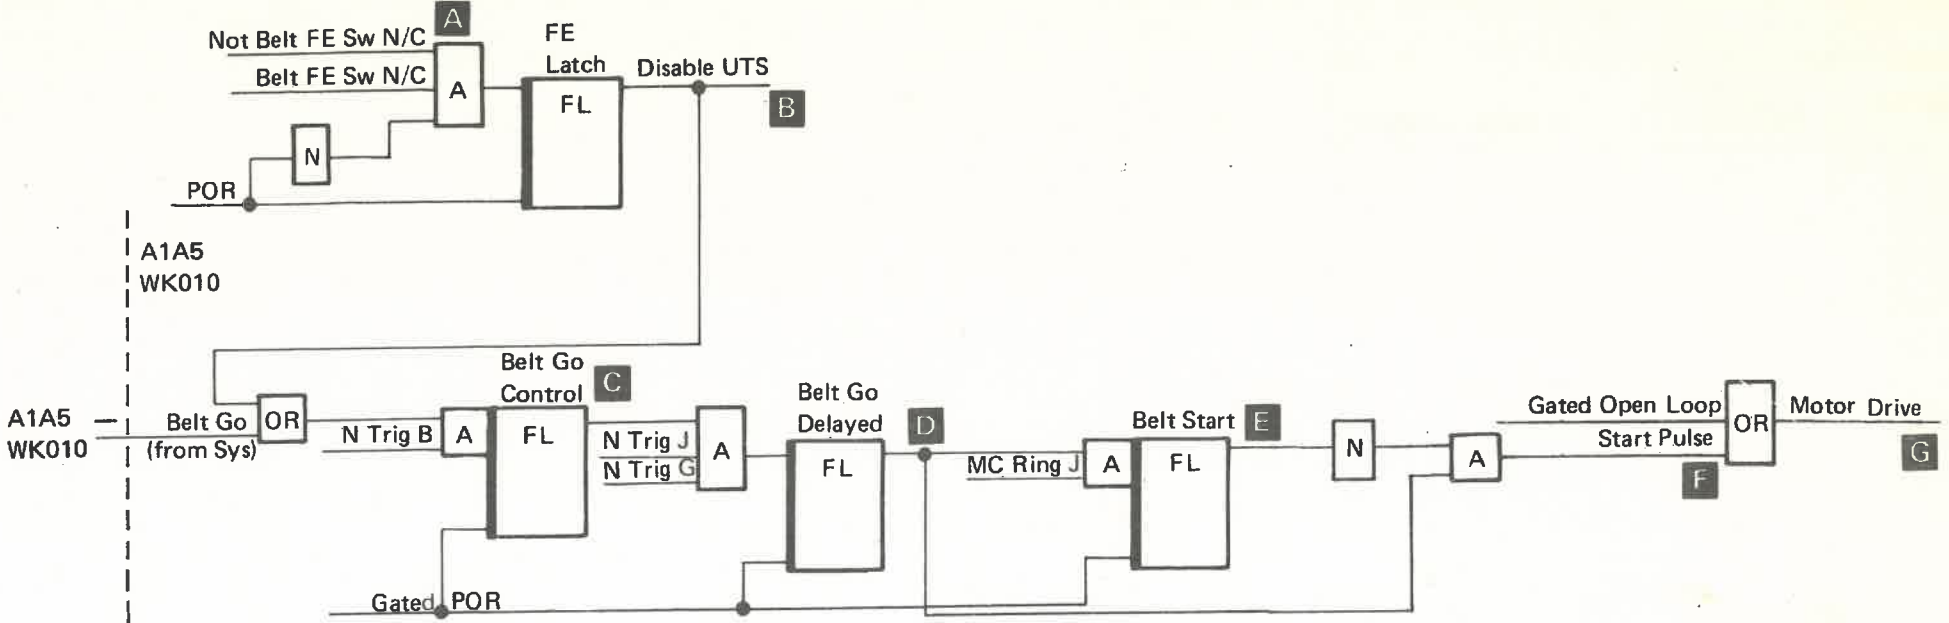 A
Not Belt FE Sw N/C
Belt FE Sw N/C
A
FE
Latch
FL
Disable UTS
B
N
POR
A1A5
WK010
A1A5
WK010
Belt Go
(from Sys)
OR
N Trig B
A
Belt Go
Control
C
FL
N Trig J
N Trig G
A
Belt Go
Delayed
FL
D
MC Ring J
A
Belt Start
E
FL
N
A
Gated Open Loop
Start Pulse
F
OR
Motor Drive
G
Gated POR